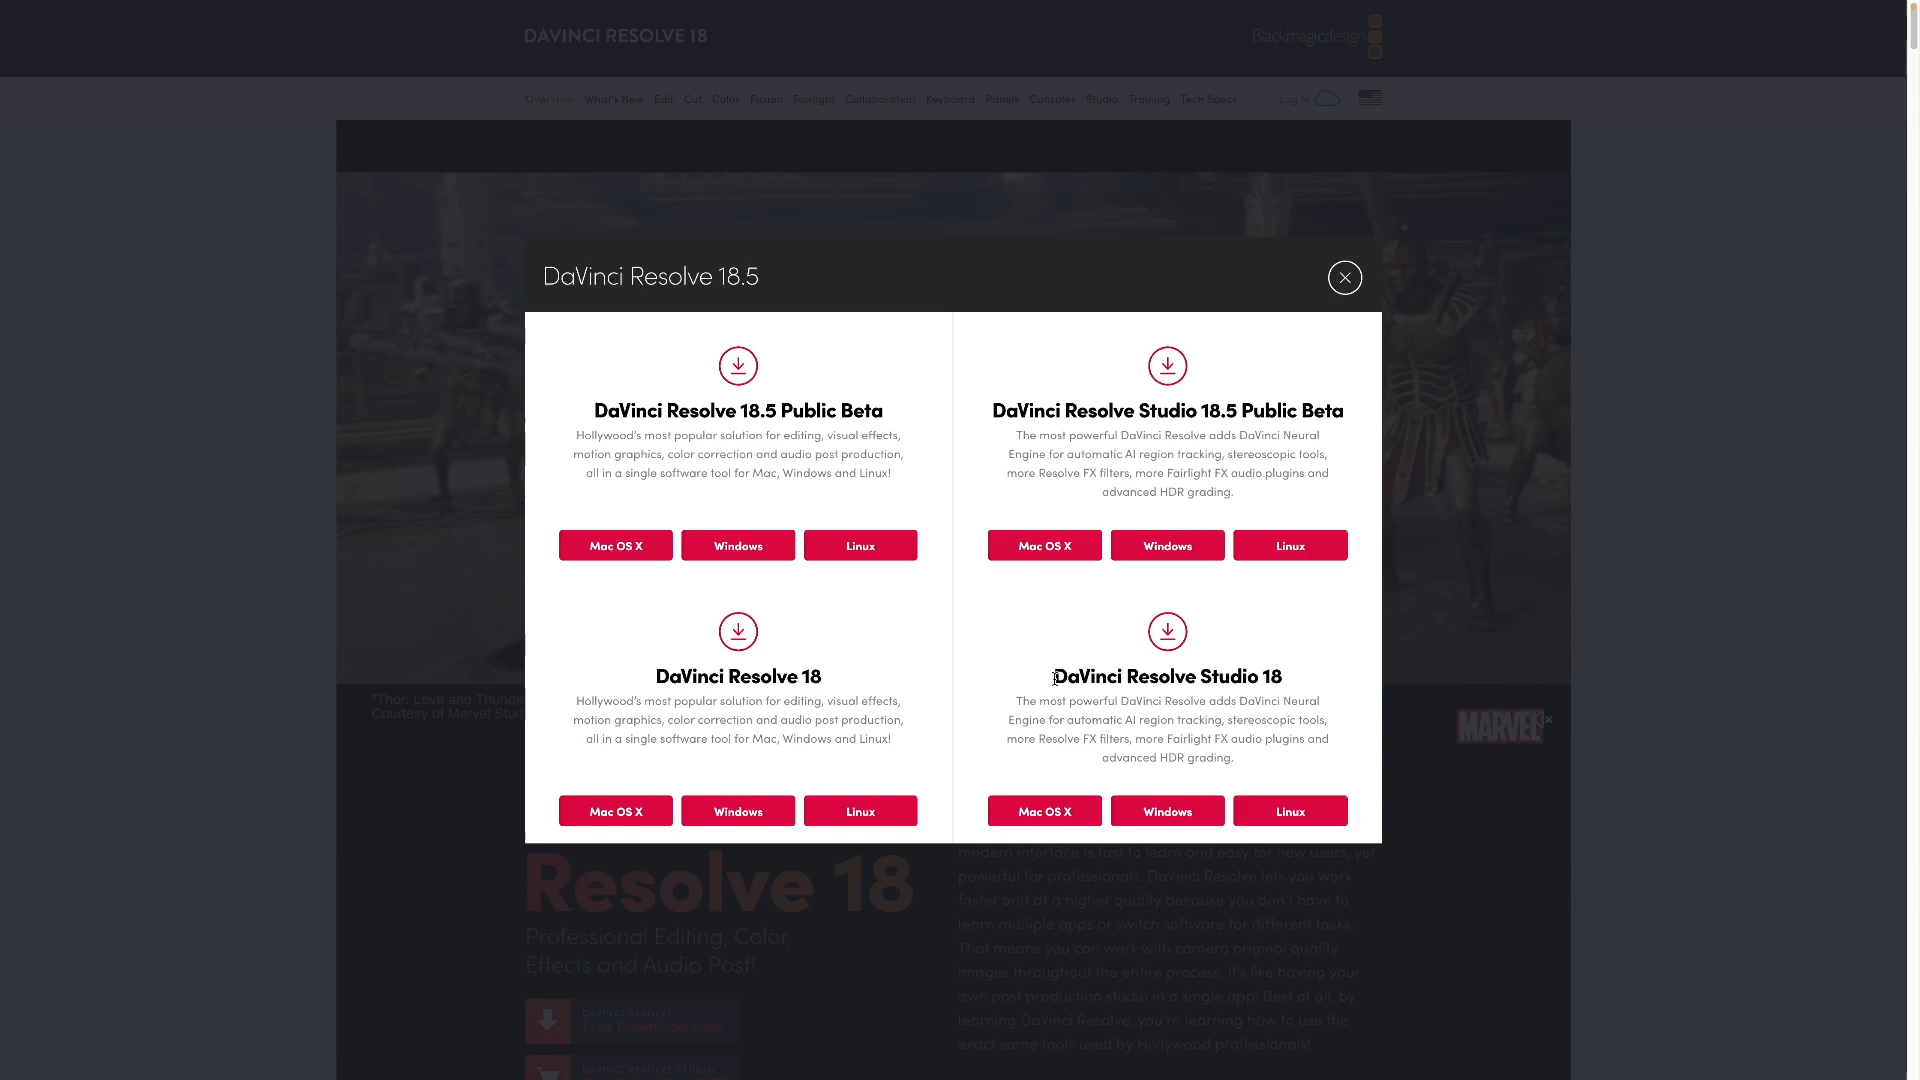 DAVINCI RESOLVE 18
Blackmagicdesign
Overview What's New Edit Cut Color Fusion Fairlight Collaboration Keyboard Panels Consoles Studio Training Tech Specs Log In
DaVinci Resolve 18.5
DaVinci Resolve 18.5 Public Beta
Hollywood's most popular solution for editing, visual effects,
motion graphics, color correction and audio post production,
all in a single software tool for Mac, Windows and Linux!
Mac OS X Windows Linux
DaVinci Resolve Studio 18.5 Public Beta
The most powerful DaVinci Resolve adds DaVinci Neural
Engine for automatic AI region tracking, stereoscopic tools,
more Resolve FX filters, more Fairlight FX audio plugins and
advanced HDR grading.
Mac OS X Windows Linux
DaVinci Resolve 18
Hollywood's most popular solution for editing, visual effects,
motion graphics, color correction and audio post production,
all in a single software tool for Mac, Windows and Linux!
Mac OS X Windows Linux
DaVinci Resolve Studio 18
The most powerful DaVinci Resolve adds DaVinci Neural
Engine for automatic AI region tracking, stereoscopic tools,
more Resolve FX filters, more Fairlight FX audio plugins and
advanced HDR grading.
Mac OS X Windows Linux
"Thor: Love and Thunde
Courtesy of Marvel Stud
MARVEL
Resolve 18
Professional Editing, Color,
Effects and Audio Post!
DAVINCI RESOLVE
Free Download Now
DAVINCI RESOLVE STUDIO
modern interface is fast to learn and easy for new users, yet
powerful for professionals. DaVinci Resolve lets you work
faster and at a higher quality because you don't have to
learn multiple apps or switch software for different tasks.
That means you can work with camera original quality
images throughout the entire process. It's like having your
own post production studio in a single app! Best of all, by
learning DaVinci Resolve, you're learning how to use the
exact same tools used by Hollywood professionals!